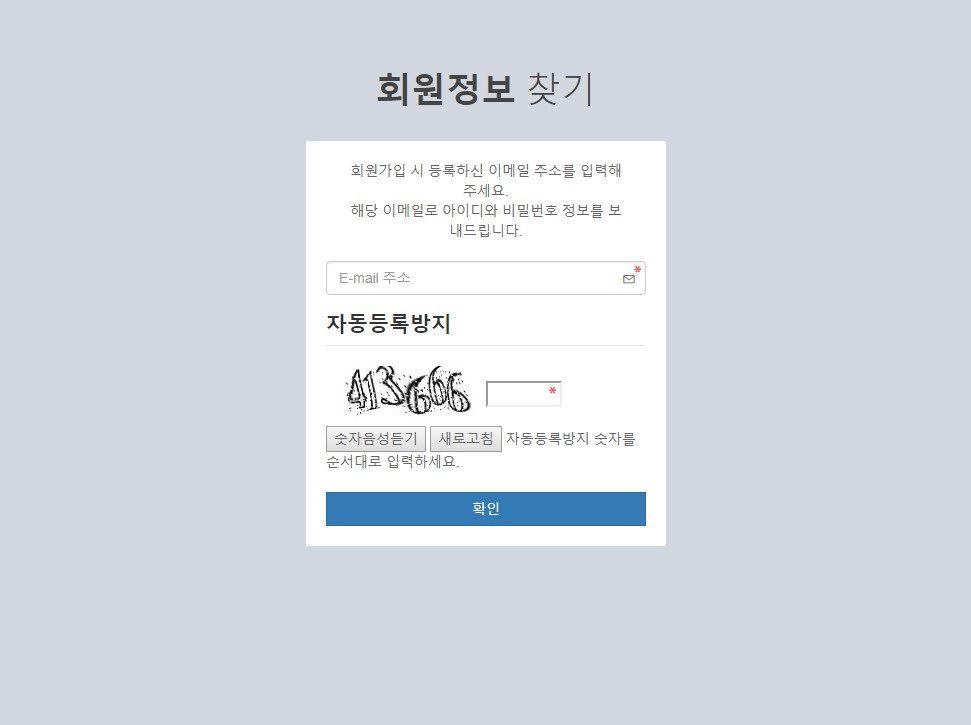 회원정보 찾기
회원가입 시 등록하신 이메일 주소를 입력해
주세요.
해당 이메일로 아이디와 비밀번호 정보를 보
내드립니다.
E-mail 주소
*
자동등록방지
413666
*
숫자음성듣기 새로고침 자동등록방지 숫자를
순서대로 입력하세요.
확인